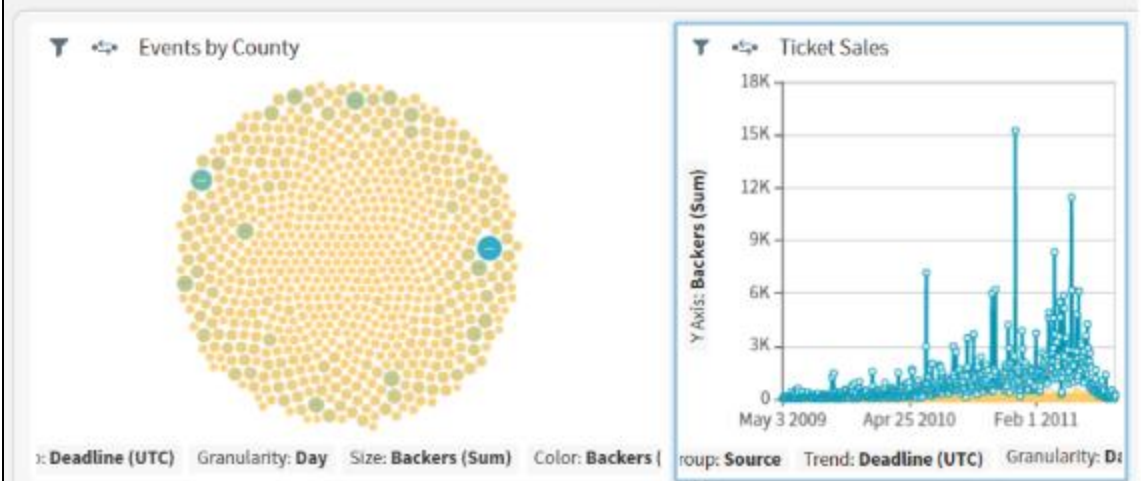 Events by County
: Deadline (UTC) Granularity: Day Size: Backers (Sum) Color: Backers (
Ticket Sales
Y Axis: Backers (Sum)
18K
15K
12K
9K
6K
3K
0
May 3 2009 Apr 25 2010 Feb 1 2011
roup: Source Trend: Deadline (UTC) Granularity: Da